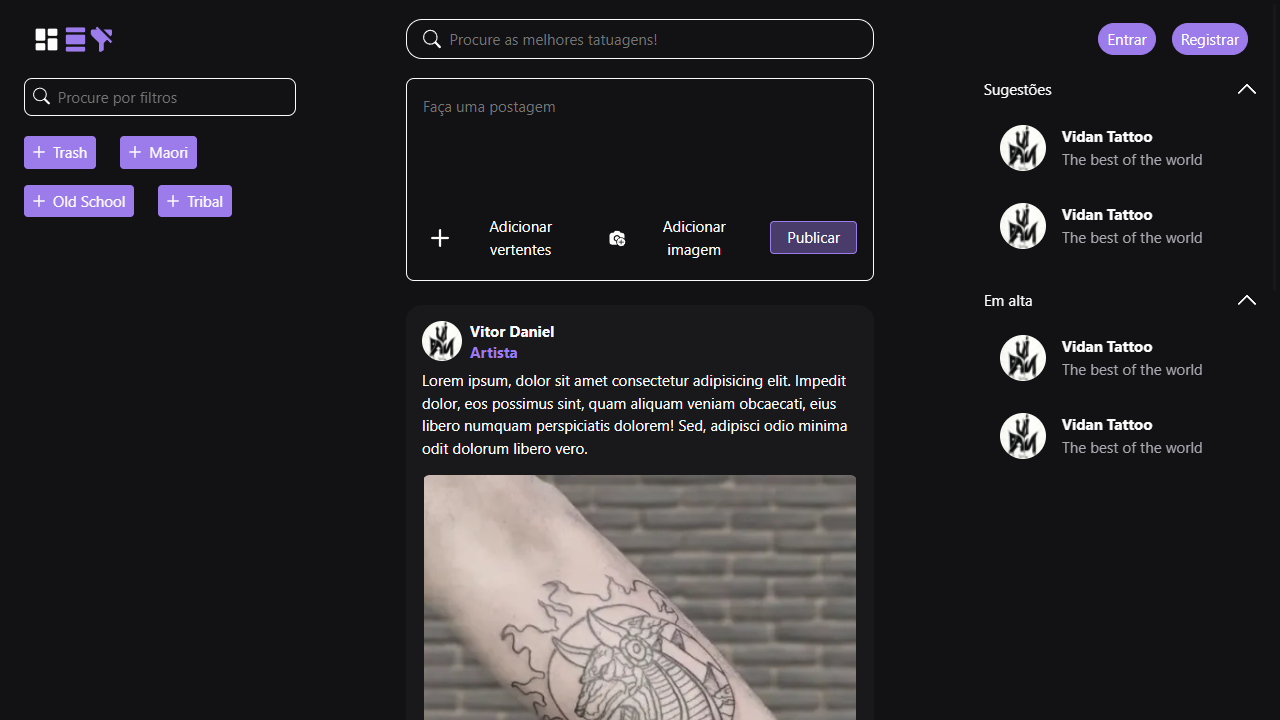 Procure as melhores tatuagens!
Entrar
Registrar
Procure por filtros
+ Trash
+ Maori
+ Old School
+ Tribal
Faça uma postagem
Adicionar
vertentes
Adicionar
imagem
Publicar
Vitor Daniel
Artista
Lorem ipsum, dolor sit amet consectetur adipisicing elit. Impedit
dolor, eos possimus sint, quam aliquam veniam obcaecati, eius
libero numquam perspiciatis dolorem! Sed, adipisci odio minima
odit dolorum libero vero.
Sugestões
Vidan Tattoo
The best of the world
Vidan Tattoo
The best of the world
Em alta
Vidan Tattoo
The best of the world
Vidan Tattoo
The best of the world